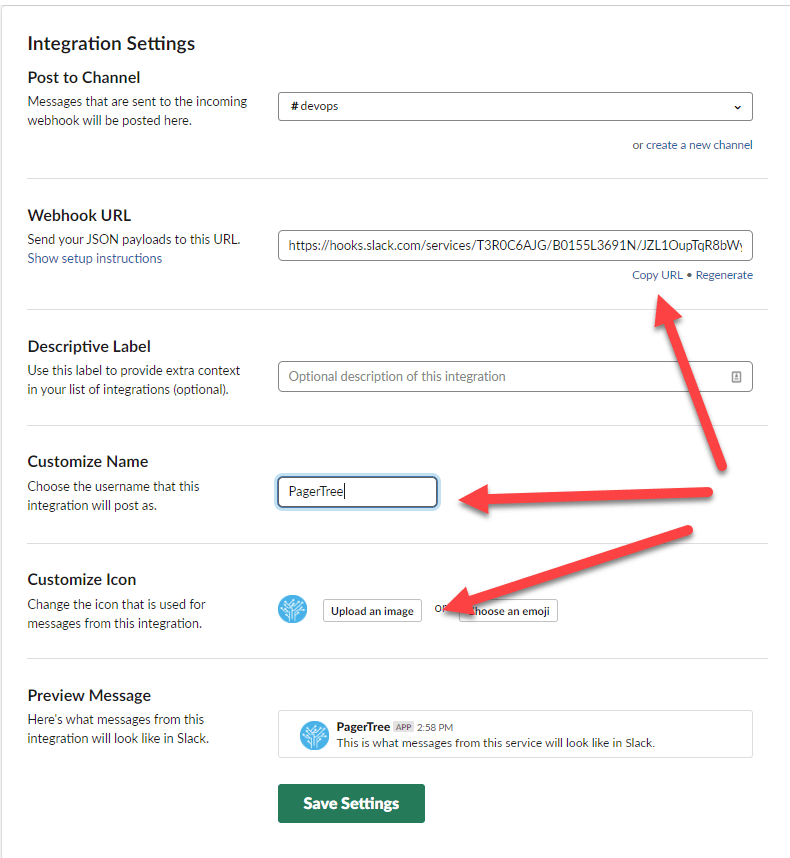 Integration Settings
Post to Channel
Messages that are sent to the incoming
webhook will be posted here.
# devops
or create a new channel
Webhook URL
Send your JSON payloads to this URL.
Show setup instructions
https://hooks.slack.com/services/T3R0C6AJG/B0155L3691N/JZL1OupTqR8bWy
Copy URL • Regenerate
Descriptive Label
Use this label to provide extra context
in your list of integrations (optional).
Optional description of this integration
Customize Name
Choose the username that this
integration will post as.
PagerTree
Customize Icon
Change the icon that is used for
messages from this integration.
Upload an image
or
Choose an emoji
Preview Message
Here's what messages from this
integration will look like in Slack.
PagerTree APP 2:58 PM
This is what messages from this service will look like in Slack.
Save Settings